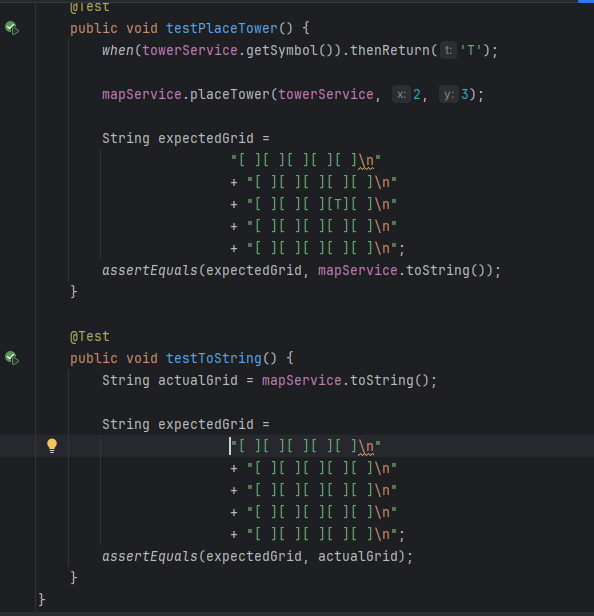 @Test
public void testPlaceTower() {
when(towerService.getSymbol()).thenReturn( t: 'T');
mapService.placeTower(towerService, x: 2, y: 3);
String expectedGrid =
"[ ][ ][ ][ ][ ]\n"
+ "[ ][ ][ ][ ][ ]\n"
+ "[ ][ ][ ][T][ ]\n"
+ "[ ][ ][ ][ ][ ]\n"
+ "[ ][ ][ ][ ][ ]\n";
assertEquals(expectedGrid, mapService.toString());
}
@Test
public void testToString() {
String actualGrid = mapService.toString();
String expectedGrid =
"[ ][ ][ ][ ][ ]\n"
+ "[ ][ ][ ][ ][ ]\n"
+ "[ ][ ][ ][ ][ ]\n"
+ "[ ][ ][ ][ ][ ]\n"
+ "[ ][ ][ ][ ][ ]\n";
assertEquals(expectedGrid, actualGrid);
}
}